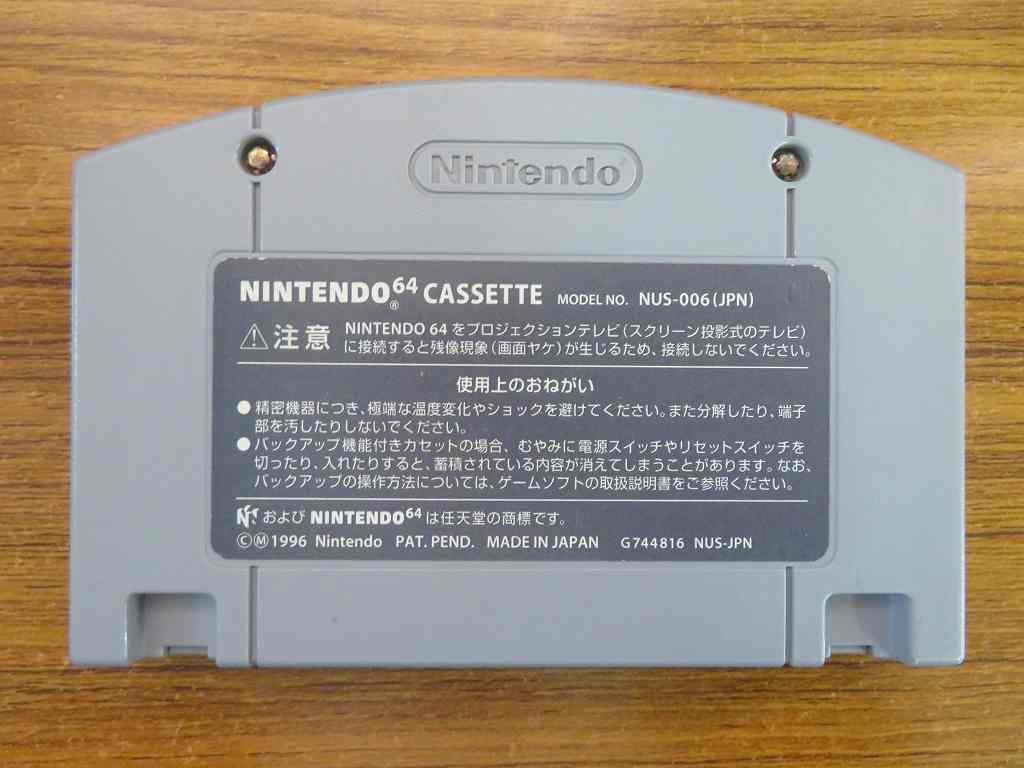 Nintendo®
NINTENDO®64 CASSETTE MODEL NO. NUS-006(JPN)
注意 NINTENDO 64 をプロジェクションテレビ(スクリーン投影式のテレビ)
に接続すると残像現象(画面ヤケ)が生じるため、接続しないでください。
使用上のおねがい
●精密機器につき、極端な温度変化やショックを避けてください。また分解したり、端子
部を汚したりしないでください。
●バックアップ機能付きカセットの場合、むやみに電源スイッチやリセットスイッチを
切ったり、入れたりすると、蓄積されている内容が消えてしまうことがあります。なお、
バックアップの操作方法については、ゲームソフトの取扱説明書をご参照ください。
および NINTENDO64 は任天堂の商標です。
ⒸⓂ1996 Nintendo PAT. PEND. MADE IN JAPAN G744816 NUS-JPN